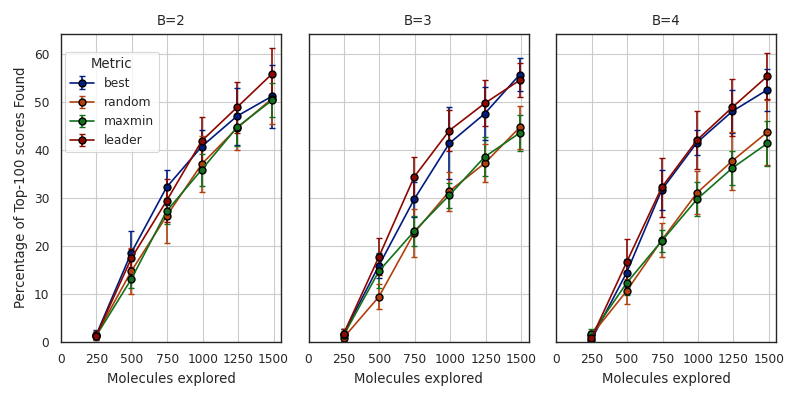 B=2
B=3
B=4
Percentage of Top-100 scores Found
60
50
40
30
20
10
0
Metric
best
random
maxmin
leader
0 250 500 750 1000 1250 1500
0 250 500 750 1000 1250 1500
0 250 500 750 1000 1250 1500
Molecules explored
Molecules explored
Molecules explored